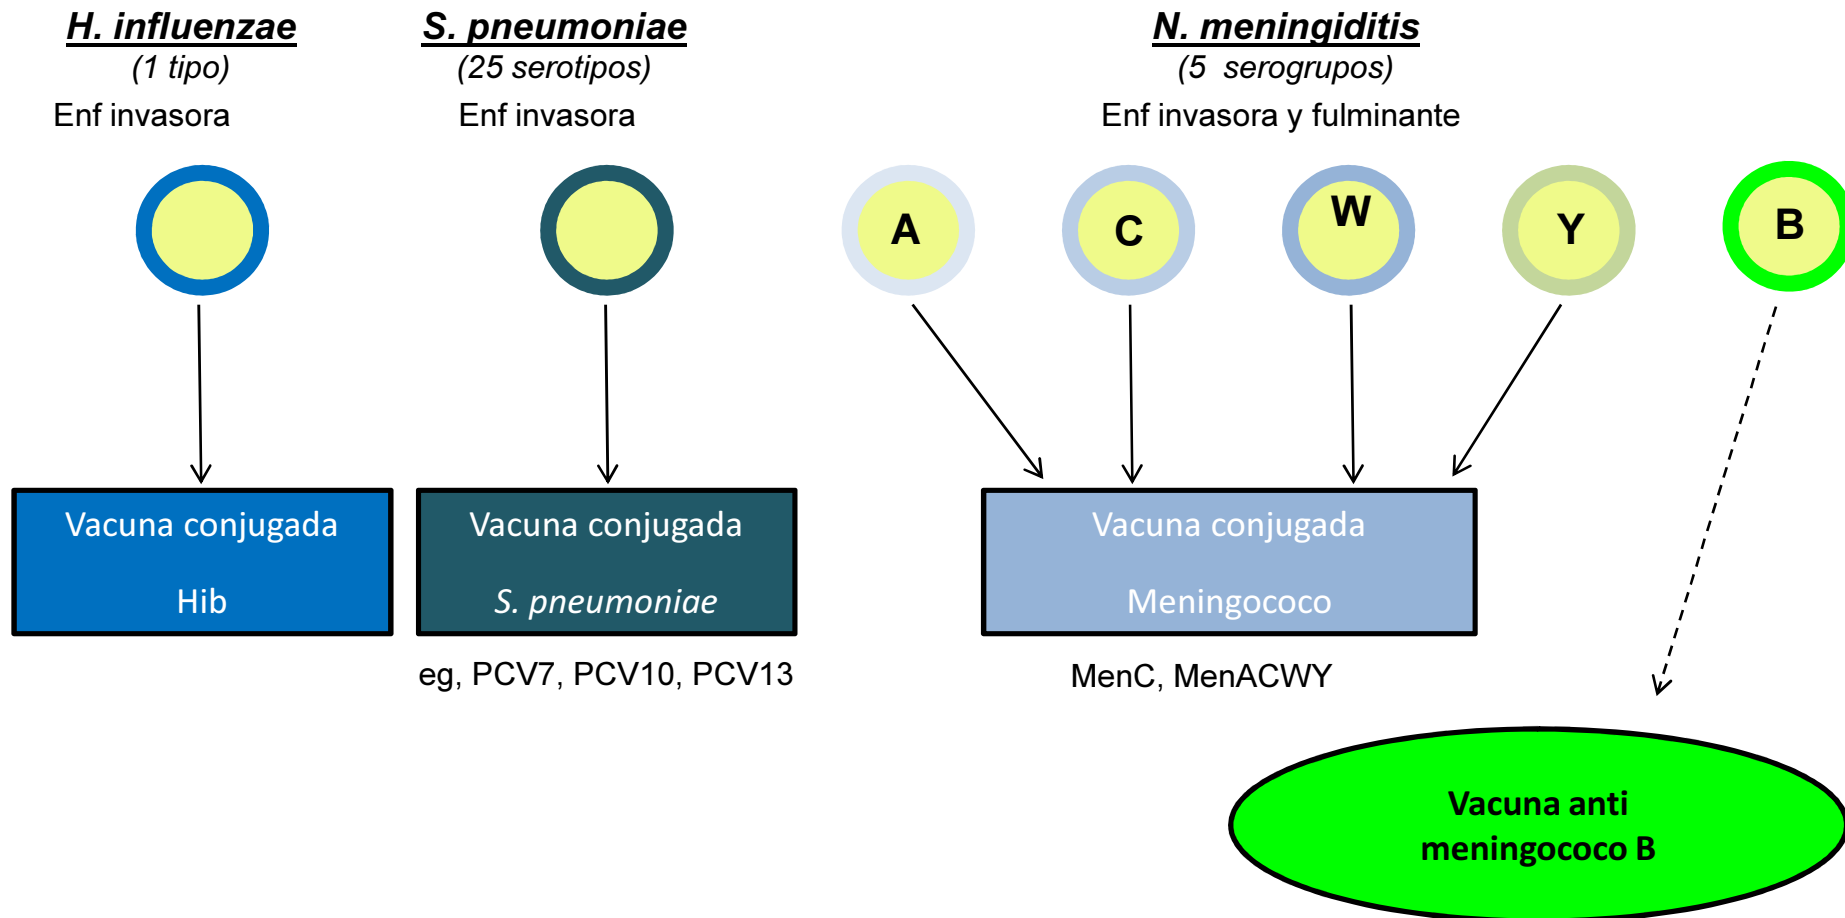 H. influenzae
(1 tipo)
Enf invasora
S. pneumoniae
(25 serotipos)
Enf invasora
N. meningiditis
(5 serogrupos)
Enf invasora y fulminante
A
C
W
Y
B
Vacuna conjugada
Hib
Vacuna conjugada
S. pneumoniae
eg, PCV7, PCV10, PCV13
Vacuna conjugada
Meningococo
MenC, MenACWY
Vacuna anti
meningococo B